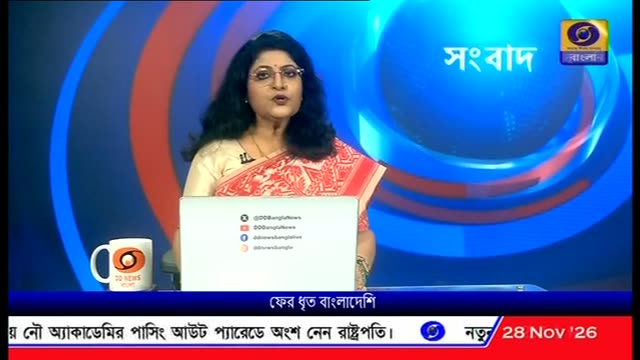 সংবাদ
বাংলা
@DDBanglaNews
DDBanglaNews
ddnewsbanglalive
ddnewsbangla
DD NEWS
বাংলা
ফের ধৃত বাংলাদেশি
য় নৌ অ্যাকাডেমির পাসিং আউট প্যারেডে অংশ নেন রাষ্ট্রপতি।
নতুন
28 Nov '26